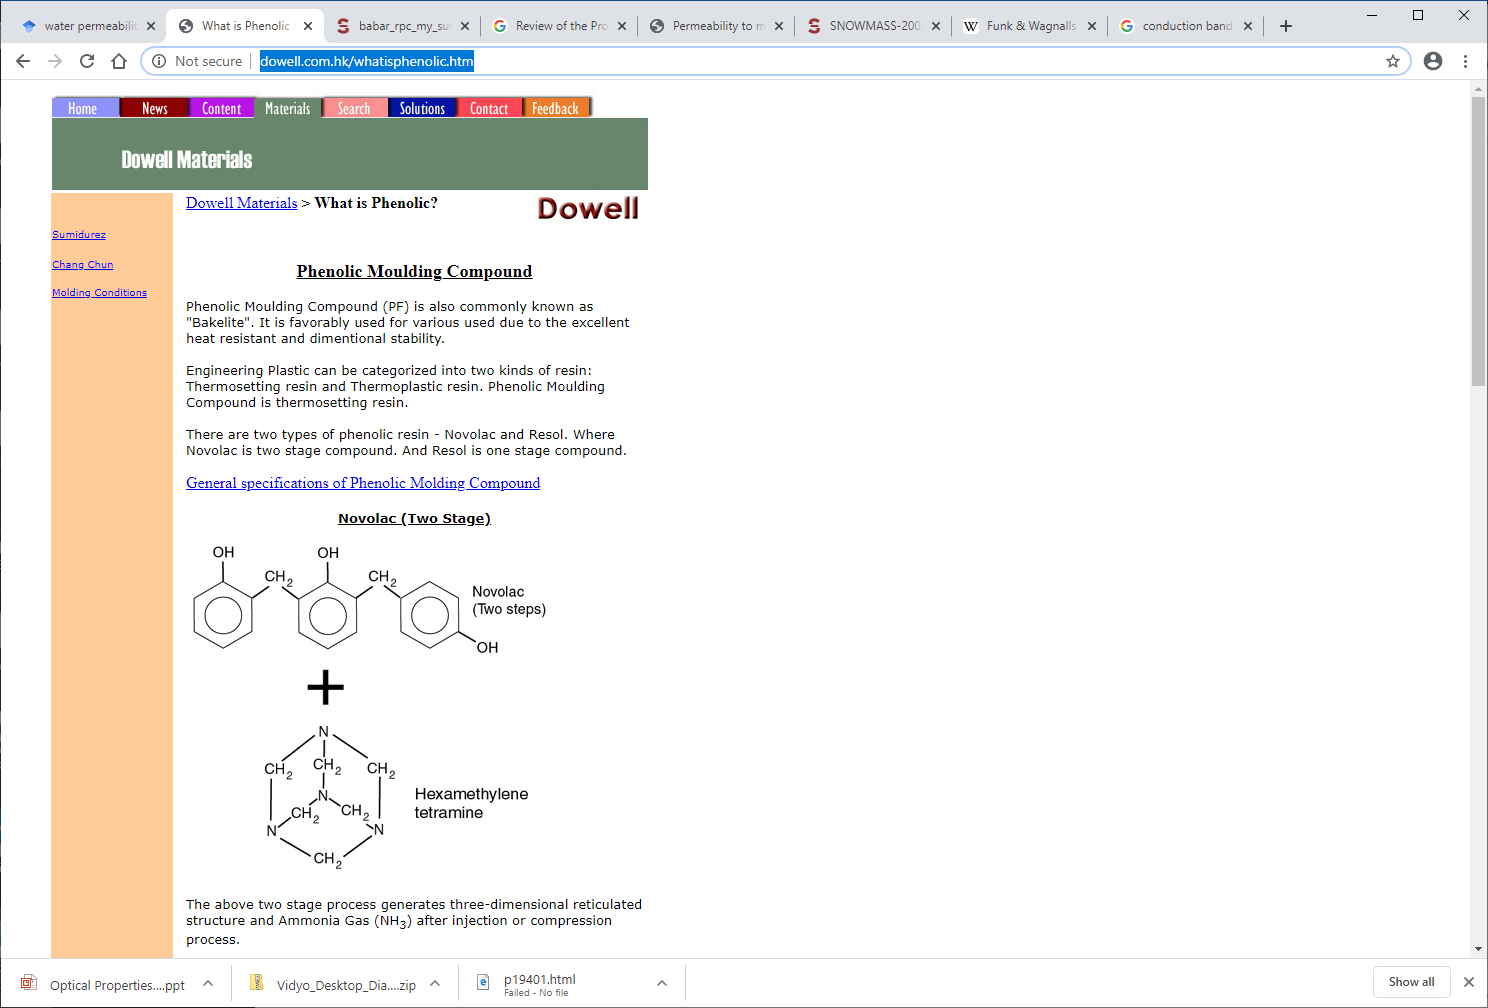 water permeabilit
What is Phenolic
babar_rpc_my_su
Review of the Pro
Permeability to m
SNOWMASS-200
Funk & Wagnalls
conduction band
Not secure
dowell.com.hk/whatisphenolic.htm
Home
News
Content
Materials
Search
Solutions
Contact
Feedback
Dowell Materials
Dowell Materials > What is Phenolic?
Dowell
Sumidurez
Chang Chun
Molding Conditions
Phenolic Moulding Compound
Phenolic Moulding Compound (PF) is also commonly known as
"Bakelite". It is favorably used for various used due to the excellent
heat resistant and dimentional stability.
Engineering Plastic can be categorized into two kinds of resin:
Thermosetting resin and Thermoplastic resin. Phenolic Moulding
Compound is thermosetting resin.
There are two types of phenolic resin - Novolac and Resol. Where
Novolac is two stage compound. And Resol is one stage compound.
General specifications of Phenolic Molding Compound
Novolac (Two Stage)
OH
OH
CH2
CH2
Novolac
(Two steps)
OH
+
N
CH2
CH2
CH2
N
CH2
CH2
N
N
CH2
Hexamethylene
tetramine
The above two stage process generates three-dimensional reticulated
structure and Ammonia Gas (NH3) after injection or compression
process.
Optical Properties....ppt
Vidyo_Desktop_Dia....zip
p19401.html
Failed - No file
Show all